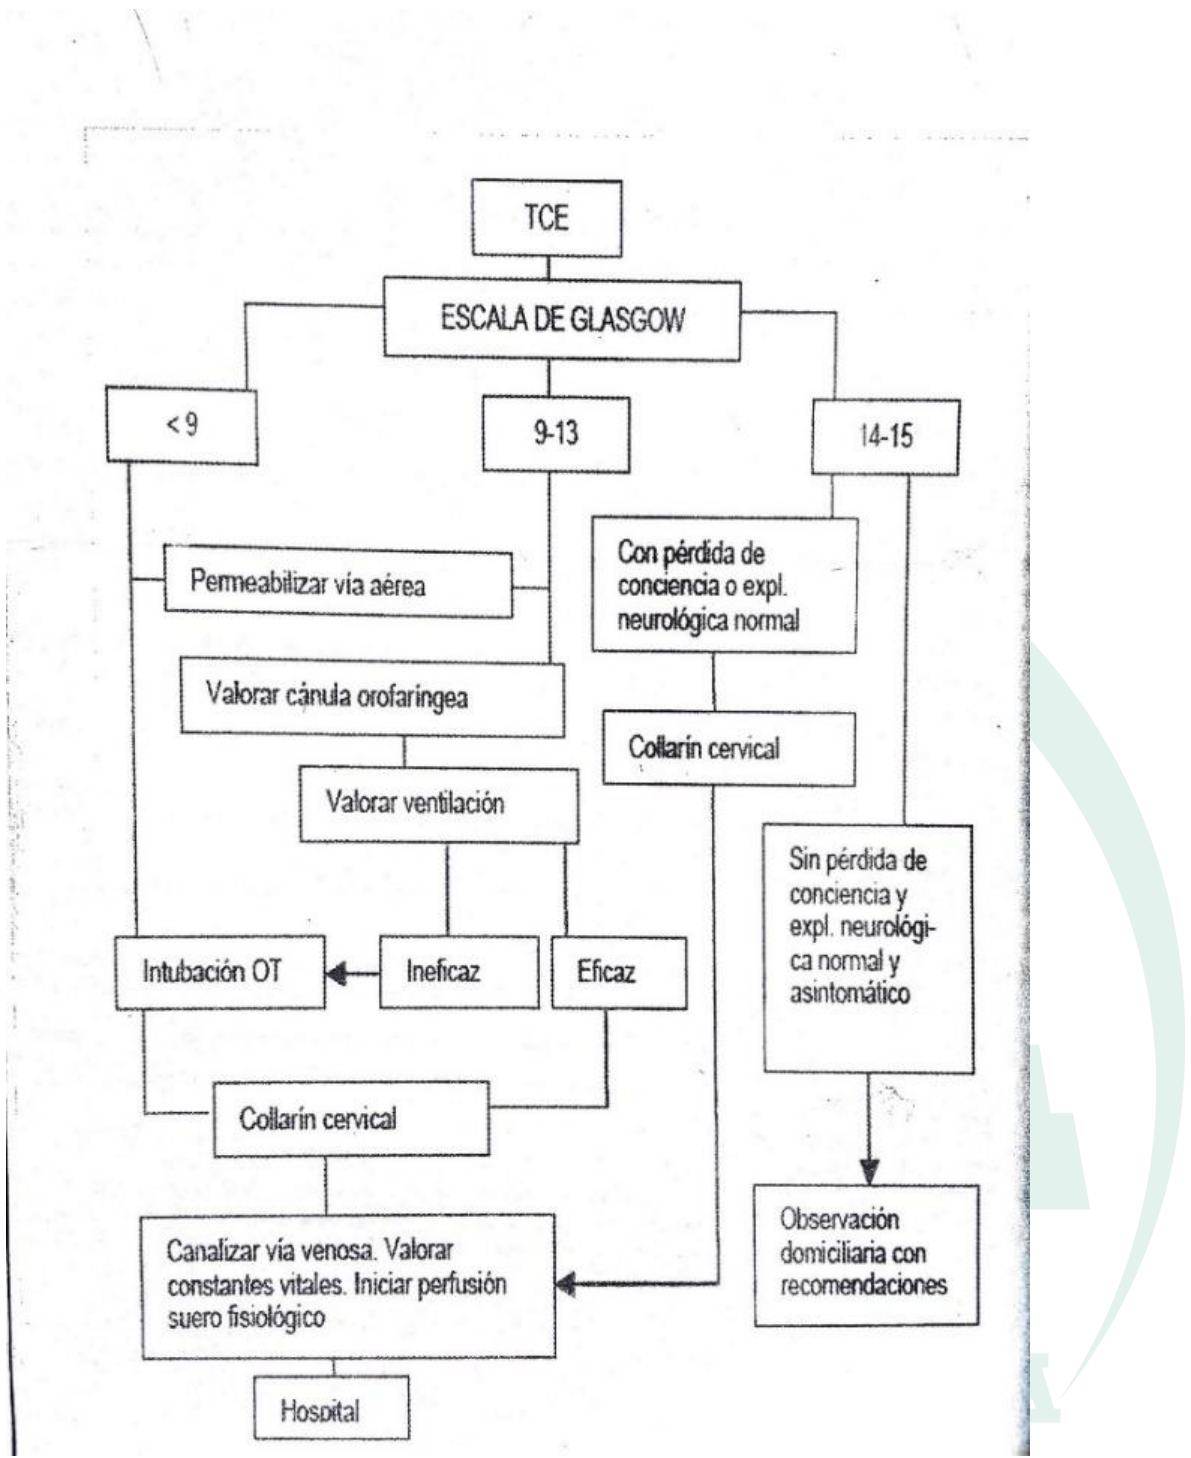 TCE
ESCALA DE GLASGOW
< 9
9-13
14-15
Permeabilizar vía aérea
Con pérdida de
conciencia o expl.
neurológica normal
Valorar cánula orofaríngea
Collarín cervical
Valorar ventilación
Sin pérdida de
conciencia y
expl. neurológi-
ca normal y
asintomático
Intubación OT
Ineficaz
Eficaz
Collarín cervical
Canalizar vía venosa. Valorar
constantes vitales. Iniciar perfusión
suero fisiológico
Observación
domiciliaria con
recomendaciones
Hospital